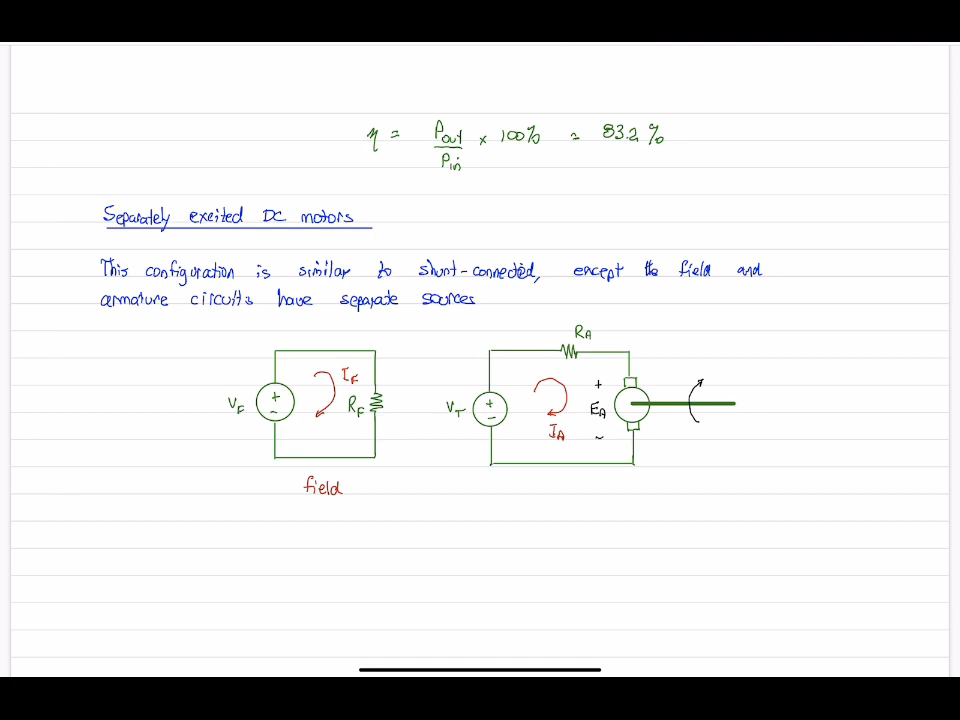 η = Pout/Pin × 100% = 83.2%
Separately excited DC motors
This configuration is similar to shunt-connected, except the field and
armature circuits have separate sources
RA
VF + - IF RF
VT + - IA + EA -
field